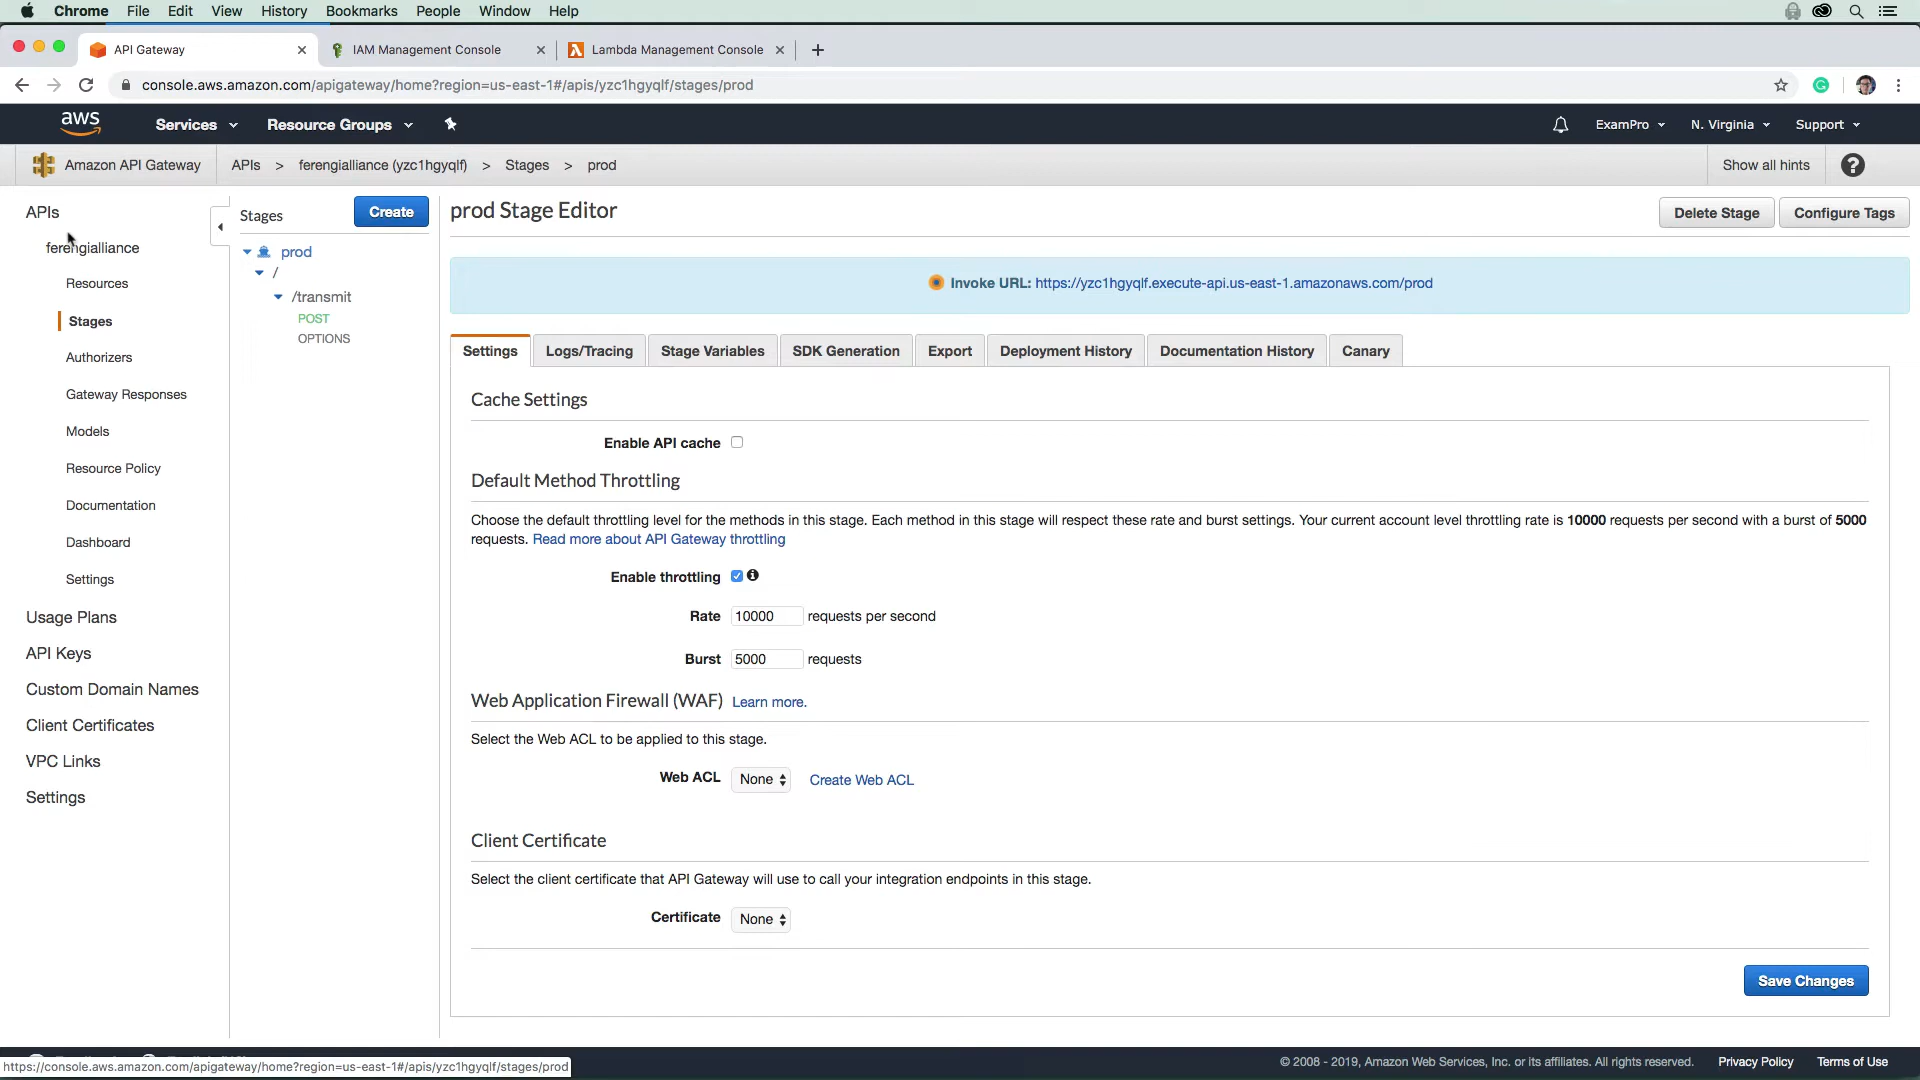 Chrome File Edit View History Bookmarks People Window Help
API Gateway
IAM Management Console
Lambda Management Console
console.aws.amazon.com/apigateway/home?region=us-east-1#/apis/yzc1hgyqlf/stages/prod
aws Services Resource Groups ExamPro N. Virginia Support
Amazon API Gateway APIs > ferengialliance (yzc1hgyqlf) > Stages > prod Show all hints ?
APIs
ferengialliance
Resources
Stages
Authorizers
Gateway Responses
Models
Resource Policy
Documentation
Dashboard
Settings
Usage Plans
API Keys
Custom Domain Names
Client Certificates
VPC Links
Settings
Stages Create
prod
/
/transmit
POST
OPTIONS
prod Stage Editor Delete Stage Configure Tags
Invoke URL: https://yzc1hgyqlf.execute-api.us-east-1.amazonaws.com/prod
Settings Logs/Tracing Stage Variables SDK Generation Export Deployment History Documentation History Canary
Cache Settings
Enable API cache
Default Method Throttling
Choose the default throttling level for the methods in this stage. Each method in this stage will respect these rate and burst settings. Your current account level throttling rate is 10000 requests per second with a burst of 5000
requests. Read more about API Gateway throttling
Enable throttling
Rate 10000 requests per second
Burst 5000 requests
Web Application Firewall (WAF) Learn more.
Select the Web ACL to be applied to this stage.
Web ACL None Create Web ACL
Client Certificate
Select the client certificate that API Gateway will use to call your integration endpoints in this stage.
Certificate None
Save Changes
© 2008 - 2019, Amazon Web Services, Inc. or its affiliates. All rights reserved. Privacy Policy Terms of Use
https://console.aws.amazon.com/apigateway/home?region=us-east-1#/apis/yzc1hgyqlf/stages/prod